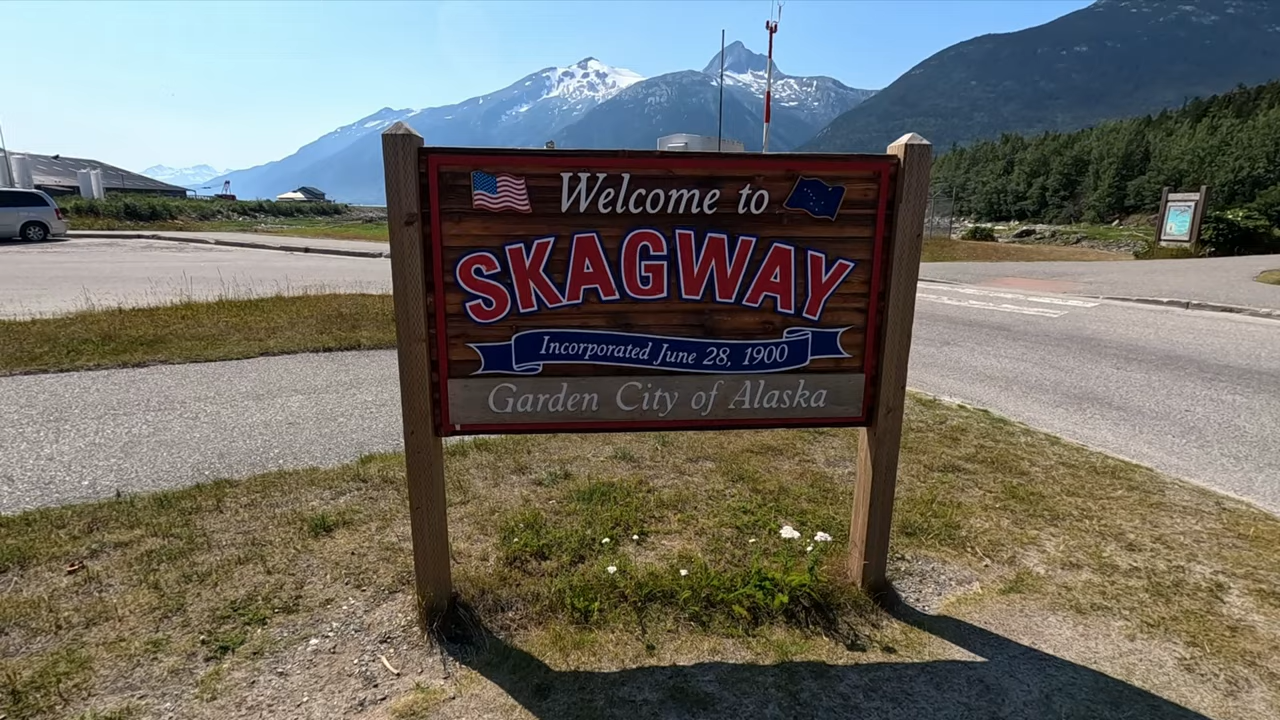 Welcome to
SKAGWAY
Incorporated June 28, 1900
Garden City of Alaska